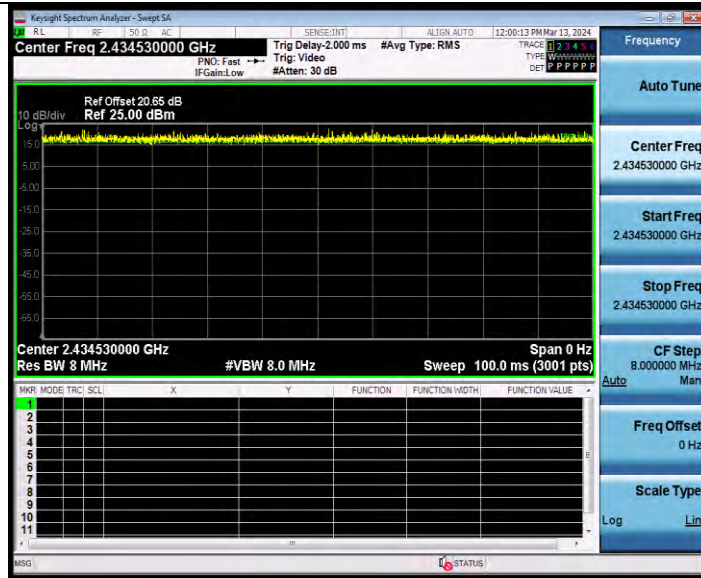 Keysight Spectrum Analyzer - Swept SA
RL RF 50 Ω AC SENSE:INT ALIGN AUTO 12:00:13 PM Mar 13, 2024
Center Freq 2.434530000 GHz
PNO: Fast
IFGain:Low
Trig Delay-2.000 ms
Trig: Video
#Atten: 30 dB
#Avg Type: RMS
TRACE 1 2 3 4 5 6
TYPE WWWWWW
DET P P P P P P
Ref Offset 20.65 dB
10 dB/div Ref 25.00 dBm
Log
15.0
5.00
-5.00
-15.0
-25.0
-35.0
-45.0
-55.0
-65.0
Center 2.434530000 GHz Span 0 Hz
Res BW 8 MHz #VBW 8.0 MHz Sweep 100.0 ms (3001 pts)
MKR MODE TRC SCL X Y FUNCTION FUNCTION WIDTH FUNCTION VALUE
1
2
3
4
5
6
7
8
9
10
11
MSG STATUS
Frequency
Auto Tune
Center Freq
2.434530000 GHz
Start Freq
2.434530000 GHz
Stop Freq
2.434530000 GHz
CF Step
8.000000 MHz
Auto Man
Freq Offset
0 Hz
Scale Type
Log Lin